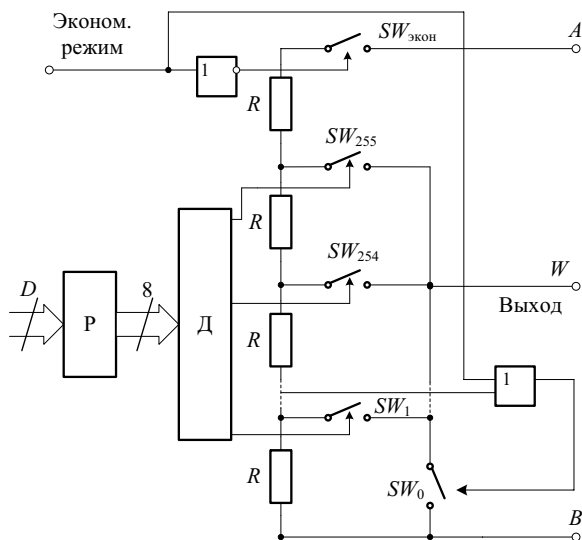 Эконом.
режим
1
SWэкон
A
R
SW255
R
SW254
W
Выход
D
8
Р
Д
R
1
SW1
R
SW0
B